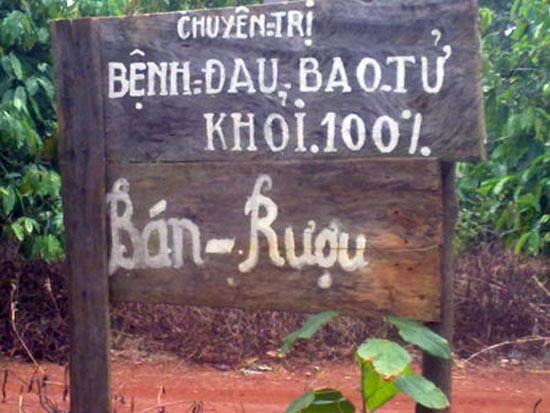 CHUYÊN=TRỊ
BỆNH=ĐAU.BAO.TỬ
KHỎI.100%
Bán-Rượu